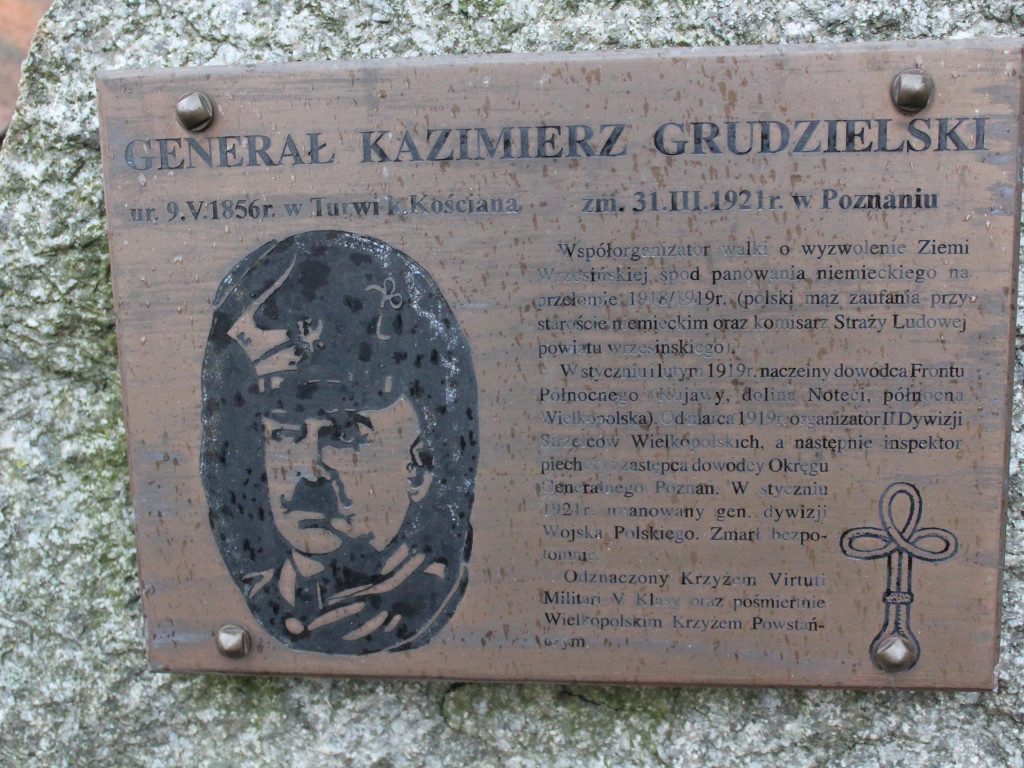 GENERAŁ KAZIMIERZ GRUDZIELSKI
ur. 9.V.1856r. w Turwi k.Kościana zm. 31.III.1921r. w Poznaniu
Współorganizator walki o wyzwolenie Ziemi
Wrzesińskiej spod panowania niemieckiego na
przełomie 1918/1919r. (polski mąż zaufania przy
staroście niemieckim oraz komisarz Straży Ludowej
powiatu wrzesińskiego).
W styczniu i lutym 1919r. naczelny dowódca Frontu
Północnego (Kujawy, dolina Noteci, północna
Wielkopolska). Od marca 1919r. organizator II Dywizji
Strzelców Wielkopolskich, a następnie inspektor
piechoty i zastępca dowódcy Okręgu
Generalnego Poznań. W styczniu
1921r. mianowany gen. dywizji
Wojska Polskiego. Zmarł bezpo-
tomnie.
Odznaczony Krzyżem Virtuti
Militari V Klasy oraz pośmiertnie
Wielkopolskim Krzyżem Powstań-
czym